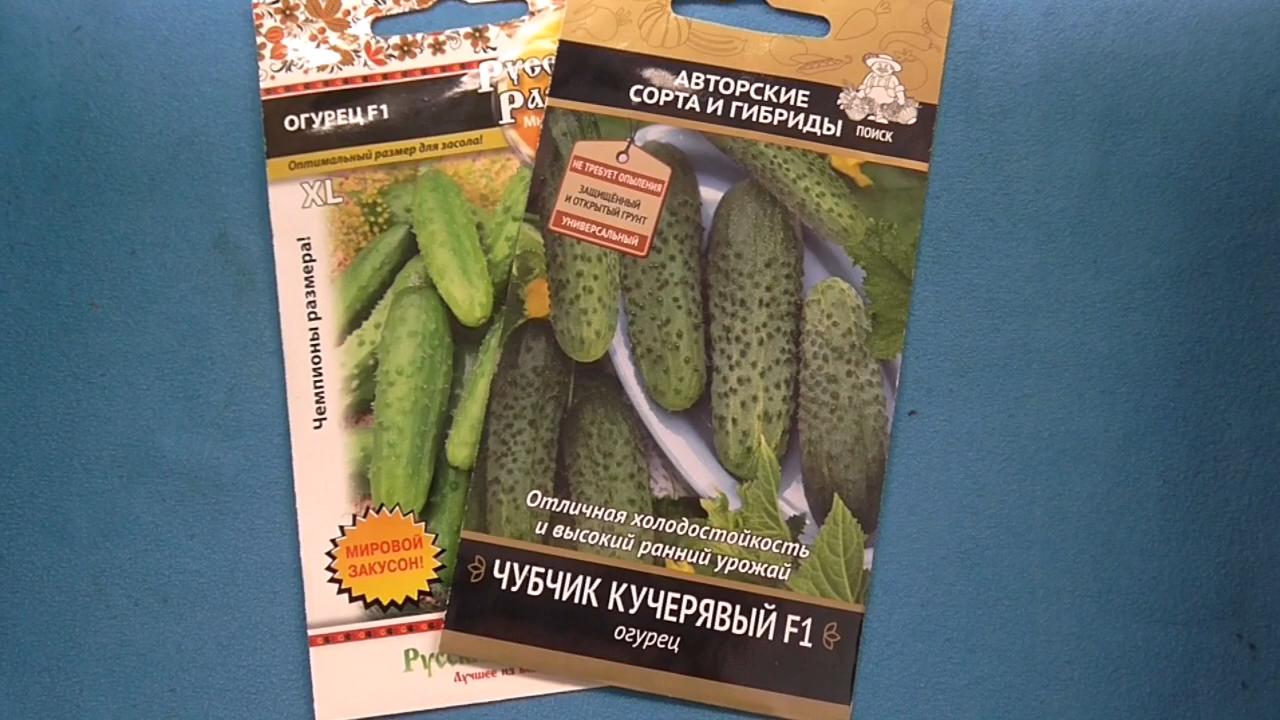 ОГУРЕЦ F1
Оптимальный размер для засола!
XL
Чемпионы размера!
МИРОВОЙ
ЗАКУСОН!
АВТОРСКИЕ
СОРТА И ГИБРИДЫ
ПОИСК
НЕ ТРЕБУЕТ ОПЫЛЕНИЯ
ЗАЩИЩЁННЫЙ
И ОТКРЫТЫЙ ГРУНТ
УНИВЕРСАЛЬНЫЙ
Отличная холодостойкость
и высокий ранний урожай
ЧУБЧИК КУЧЕРЯВЫЙ F1
огурец